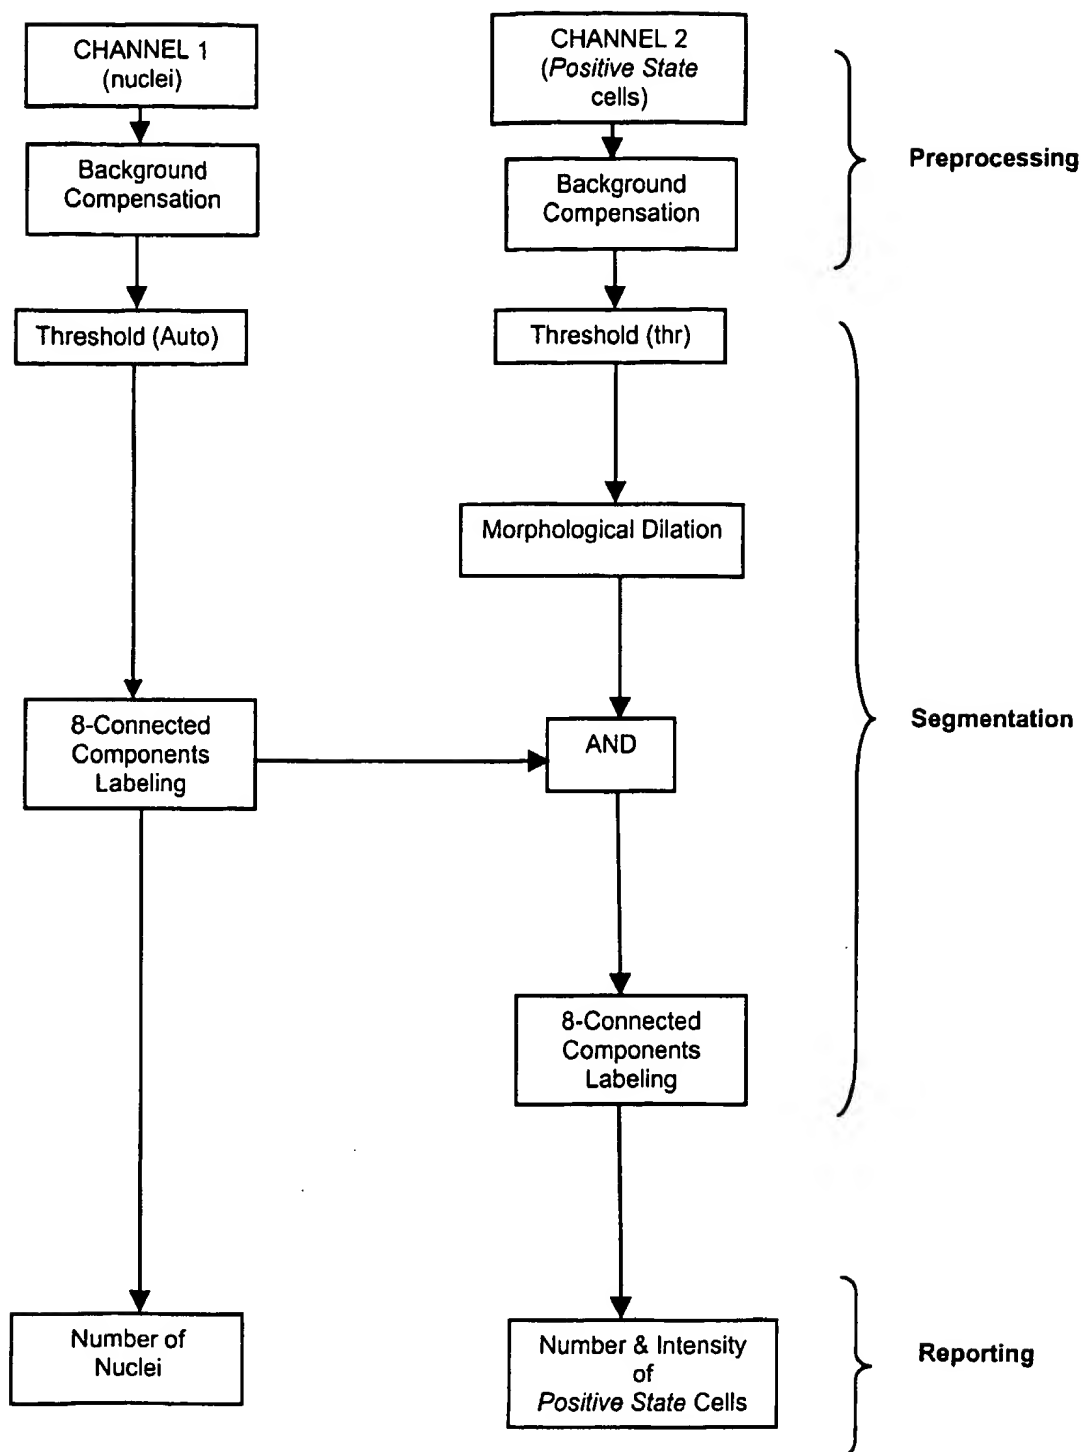 CHANNEL 1
(nuclei)
CHANNEL 2
(Positive State
cells)
Background
Compensation
Background
Compensation
Preprocessing
Threshold (Auto)
Threshold (thr)
Morphological Dilation
8-Connected
Components
Labeling
AND
Segmentation
8-Connected
Components
Labeling
Number of
Nuclei
Number & Intensity
of
Positive State Cells
Reporting